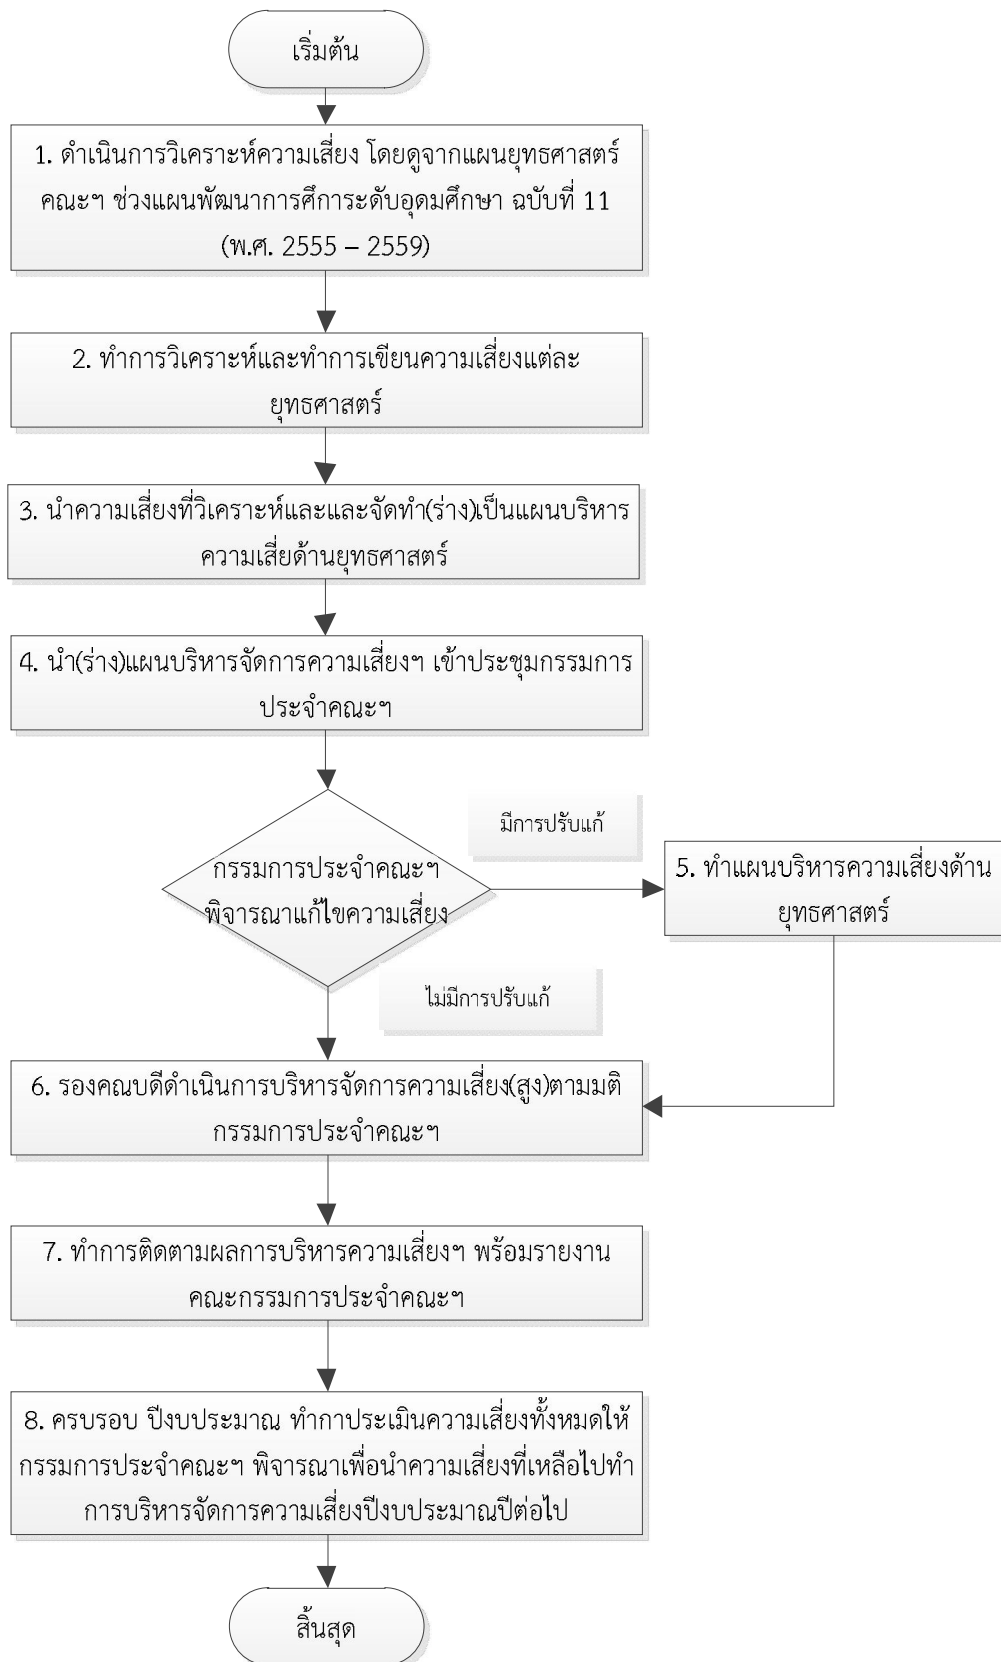 เริ่มต้น
1. ดำเนินการวิเคราะห์ความเสี่ยง โดยดูจากแผนยุทธศาสตร์
คณะฯ ช่วงแผนพัฒนาการศึการะดับอุดมศึกษา ฉบับที่ 11
(พ.ศ. 2555 – 2559)
2. ทำการวิเคราะห์และทำการเขียนความเสี่ยงแต่ละ
ยุทธศาสตร์
3. นำความเสี่ยงที่วิเคราะห์และและจัดทำ(ร่าง)เป็นแผนบริหาร
ความเสี่ยด้านยุทธศาสตร์
4. นำ(ร่าง)แผนบริหารจัดการความเสี่ยงฯ เข้าประชุมกรรมการ
ประจำคณะฯ
มีการปรับแก้
กรรมการประจำคณะฯ
พิจารณาแก้ไขความเสี่ยง
5. ทำแผนบริหารความเสี่ยงด้าน
ยุทธศาสตร์
ไม่มีการปรับแก้
6. รองคณบดีดำเนินการบริหารจัดการความเสี่ยง(สูง)ตามมติ
กรรมการประจำคณะฯ
7. ทำการติดตามผลการบริหารความเสี่ยงฯ พร้อมรายงาน
คณะกรรมการประจำคณะฯ
8. ครบรอบ ปีงบประมาณ ทำกาประเมินความเสี่ยงทั้งหมดให้
กรรมการประจำคณะฯ พิจารณาเพื่อนำความเสี่ยงที่เหลือไปทำ
การบริหารจัดการความเสี่ยงปีงบประมาณปีต่อไป
สิ้นสุด